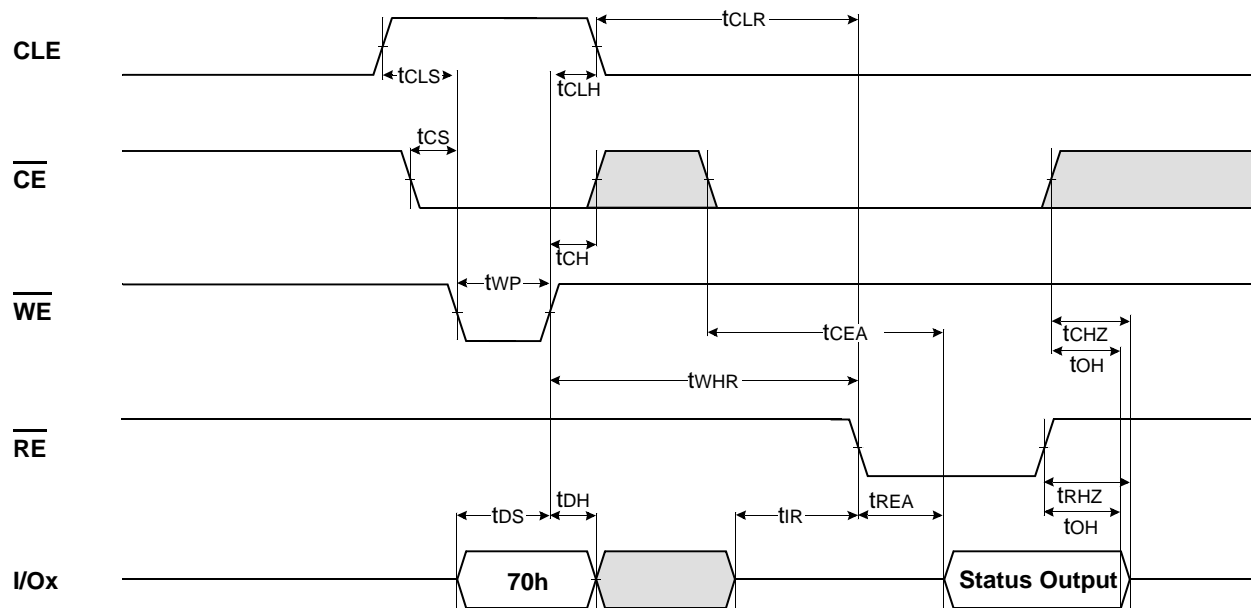 tCLR
CLE
tCLS
tCLH
tCS
CE
tCH
tWP
WE
tCEA
tCHZ
tOH
tWHR
RE
tDH
tREA
tRHZ
tDS
tIR
tOH
I/Ox
70h
Status Output